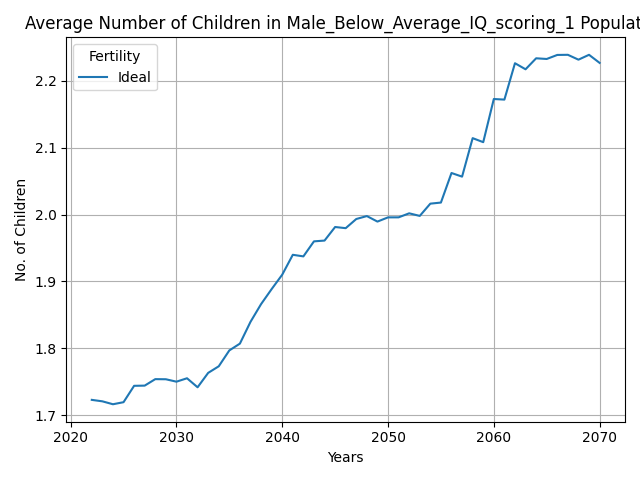 Average Number of Children in Male_Below_Average_IQ_scoring_1 Populat
Fertility
Ideal
2.2
2.1
2.0
1.9
1.8
1.7
No. of Children
2020 2030 2040 2050 2060 2070
Years